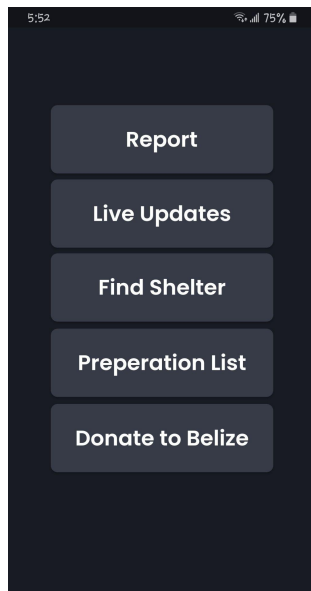 5:52 75%
Report
Live Updates
Find Shelter
Preperation List
Donate to Belize